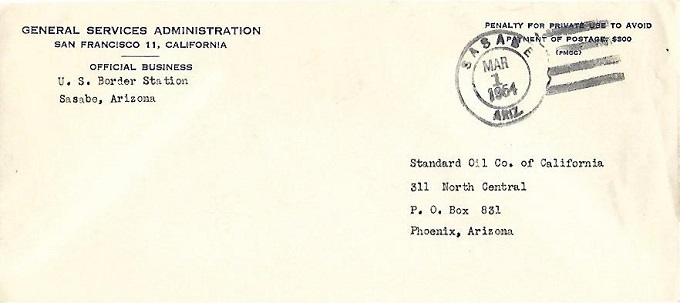 GENERAL SERVICES ADMINISTRATION
SAN FRANCISCO 11, CALIFORNIA
OFFICIAL BUSINESS
U. S. Border Station
Sasabe, Arizona
PENALTY FOR PRIVATE USE TO AVOID
PAYMENT OF POSTAGE, $300
(PMGC)
SASABE
MAR
1
1964
ARIZ.
Standard Oil Co. of California
311 North Central
P. O. Box 831
Phoenix, Arizona